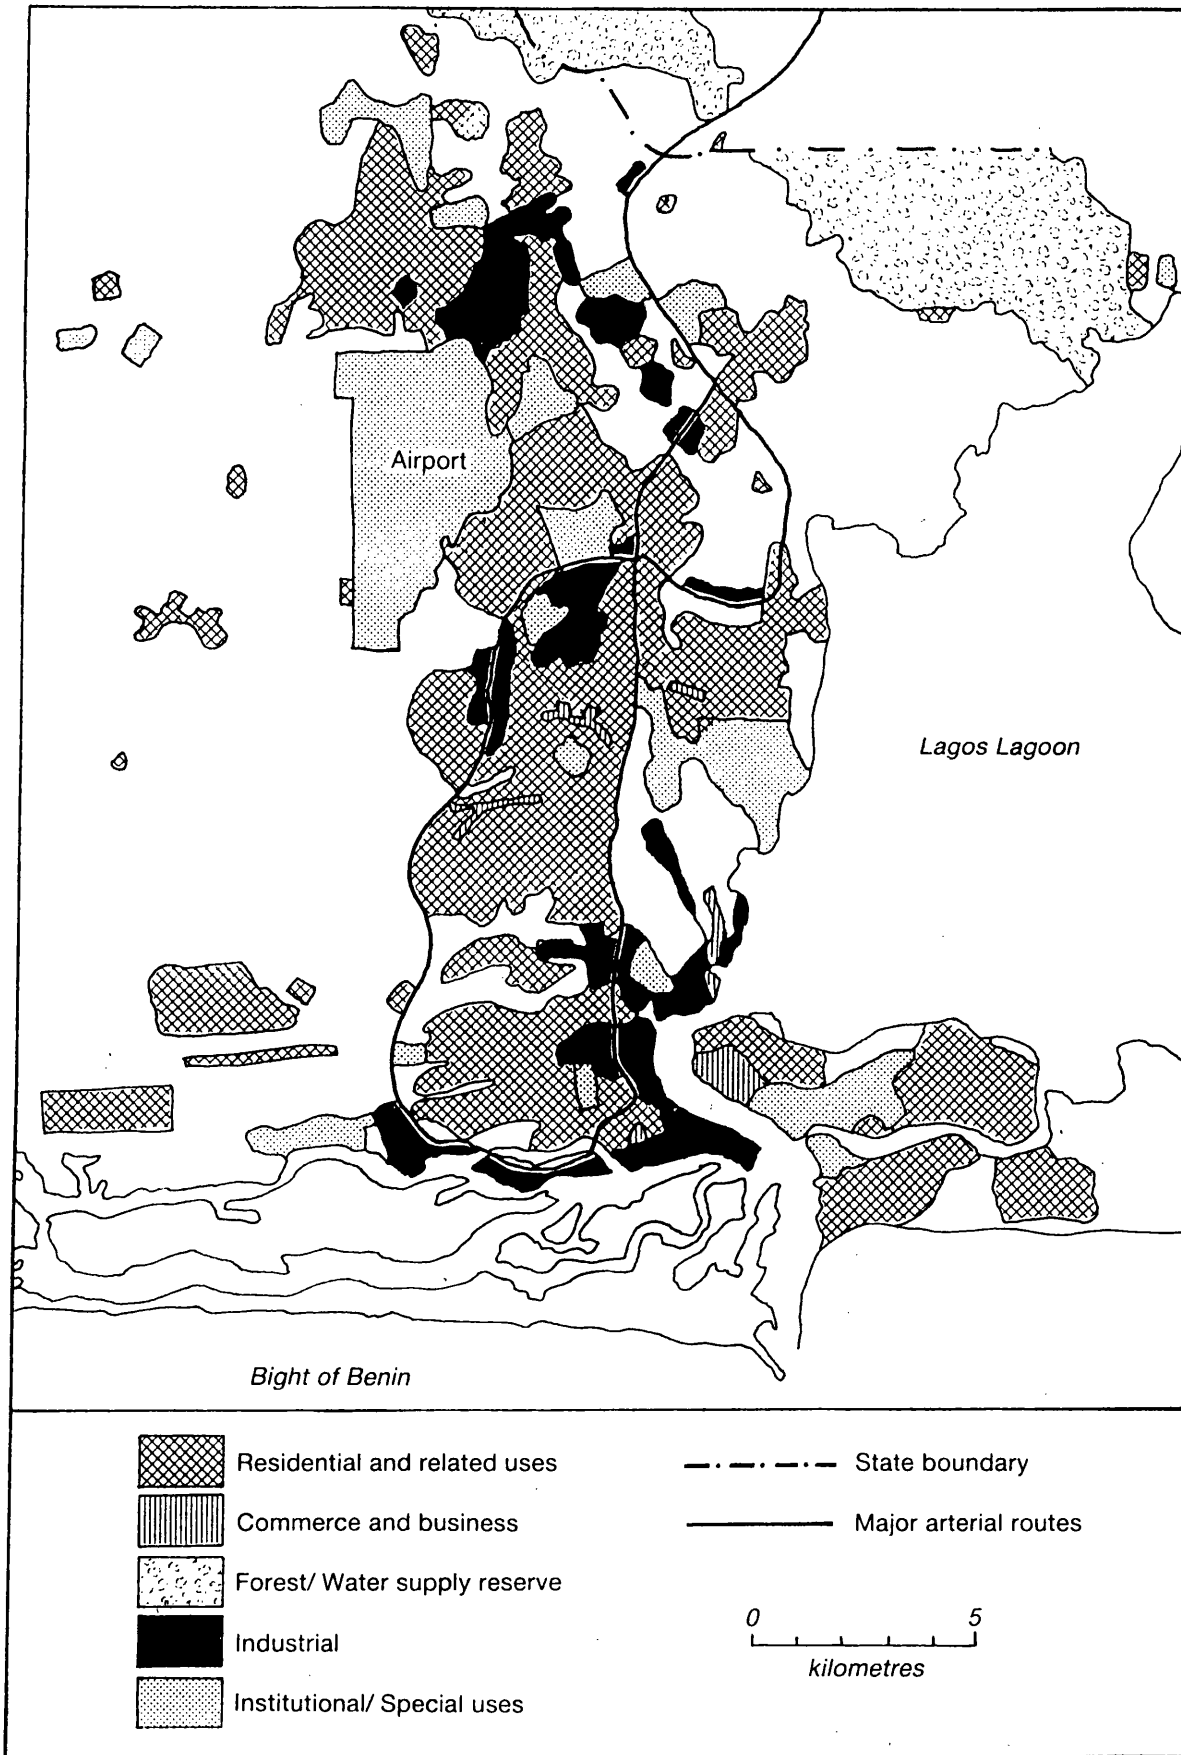 Airport
Lagos Lagoon
Bight of Benin
Residential and related uses
Commerce and business
Forest/ Water supply reserve
Industrial
Institutional/ Special uses
State boundary
Major arterial routes
0 5
kilometres